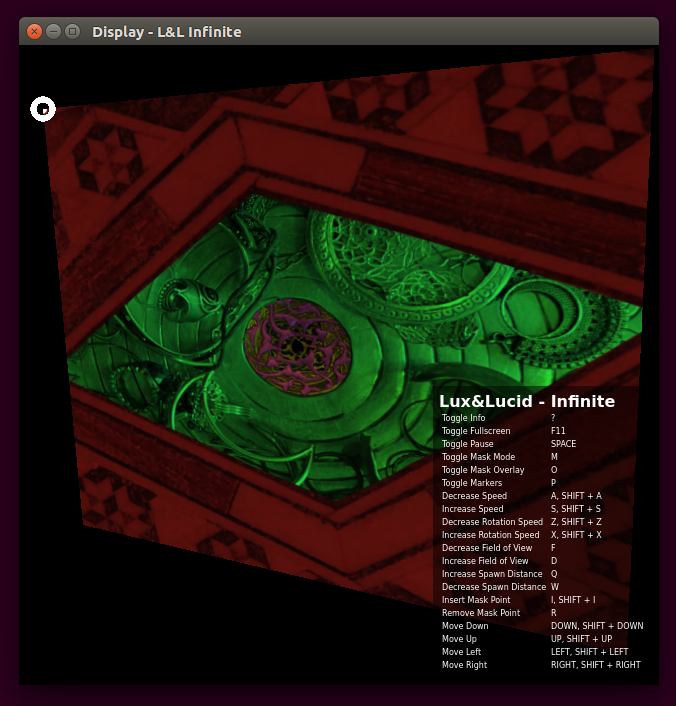 Display - L&L Infinite
Lux&Lucid - Infinite
Toggle Info ?
Toggle Fullscreen F11
Toggle Pause SPACE
Toggle Mask Mode M
Toggle Mask Overlay O
Toggle Markers P
Decrease Speed A, SHIFT + A
Increase Speed S, SHIFT + S
Decrease Rotation Speed Z, SHIFT + Z
Increase Rotation Speed X, SHIFT + X
Decrease Field of View F
Increase Field of View D
Increase Spawn Distance Q
Decrease Spawn Distance W
Insert Mask Point I, SHIFT + I
Remove Mask Point R
Move Down DOWN, SHIFT + DOWN
Move Up UP, SHIFT + UP
Move Left LEFT, SHIFT + LEFT
Move Right RIGHT, SHIFT + RIGHT